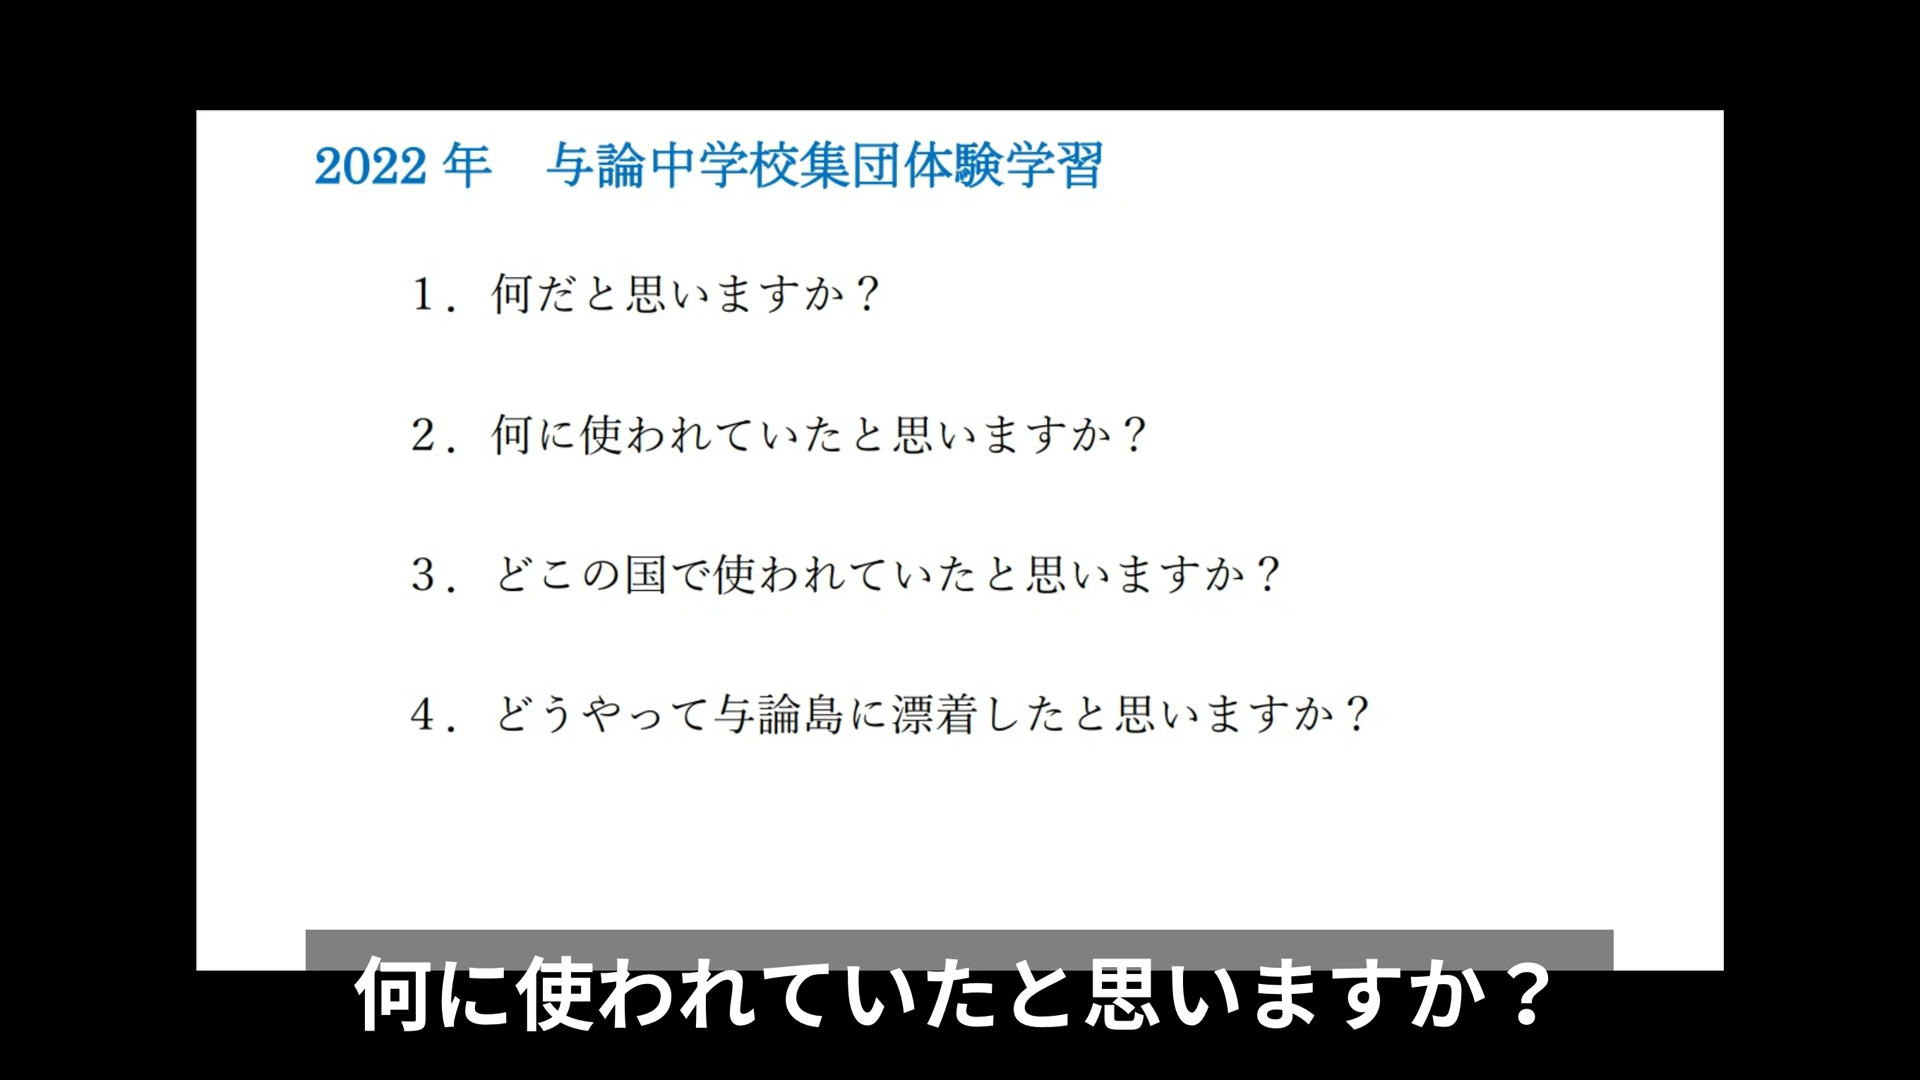 2022 年　与論中学校集団体験学習
１．何だと思いますか？
２．何に使われていたと思いますか？
３．どこの国で使われていたと思いますか？
４．どうやって与論島に漂着したと思いますか？
何に使われていたと思いますか？